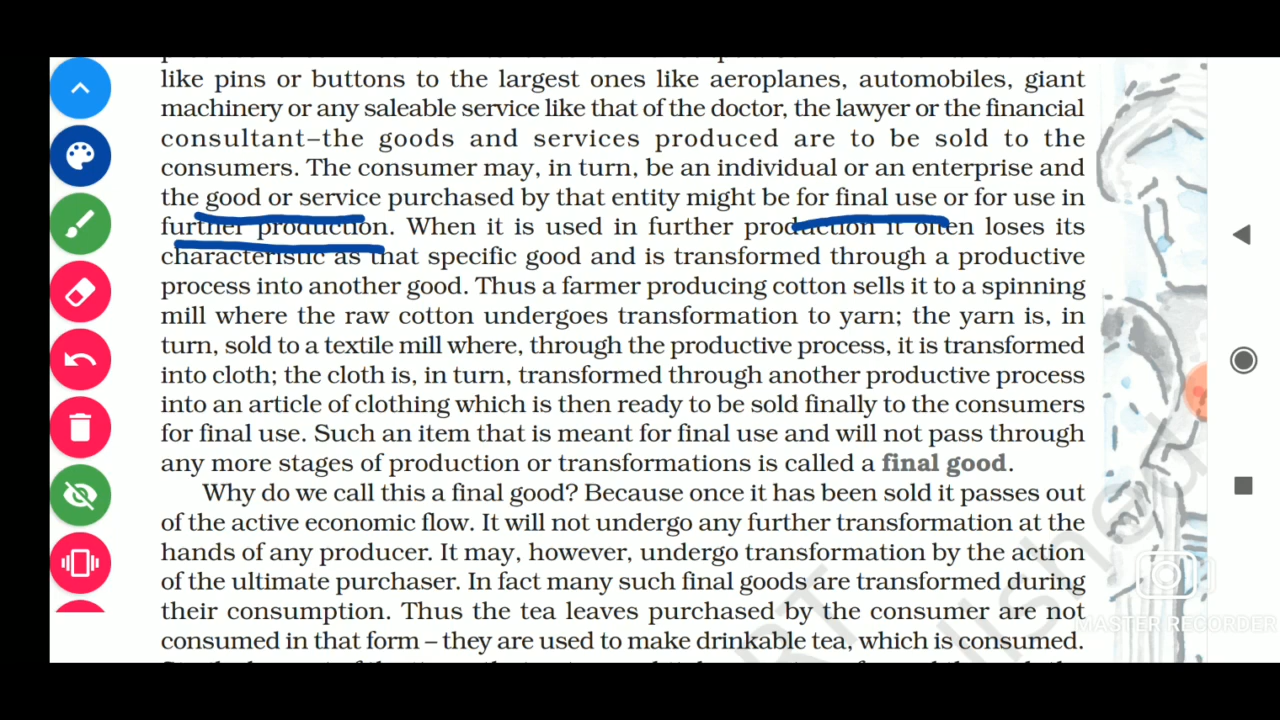 like pins or buttons to the largest ones like aeroplanes, automobiles, giant
machinery or any saleable service like that of the doctor, the lawyer or the financial
consultant–the goods and services produced are to be sold to the
consumers. The consumer may, in turn, be an individual or an enterprise and
the good or service purchased by that entity might be for final use or for use in
further production. When it is used in further production it often loses its
characteristic as that specific good and is transformed through a productive
process into another good. Thus a farmer producing cotton sells it to a spinning
mill where the raw cotton undergoes transformation to yarn; the yarn is, in
turn, sold to a textile mill where, through the productive process, it is transformed
into cloth; the cloth is, in turn, transformed through another productive process
into an article of clothing which is then ready to be sold finally to the consumers
for final use. Such an item that is meant for final use and will not pass through
any more stages of production or transformations is called a final good.
Why do we call this a final good? Because once it has been sold it passes out
of the active economic flow. It will not undergo any further transformation at the
hands of any producer. It may, however, undergo transformation by the action
of the ultimate purchaser. In fact many such final goods are transformed during
their consumption. Thus the tea leaves purchased by the consumer are not
consumed in that form – they are used to make drinkable tea, which is consumed.
MASTER RECORDER